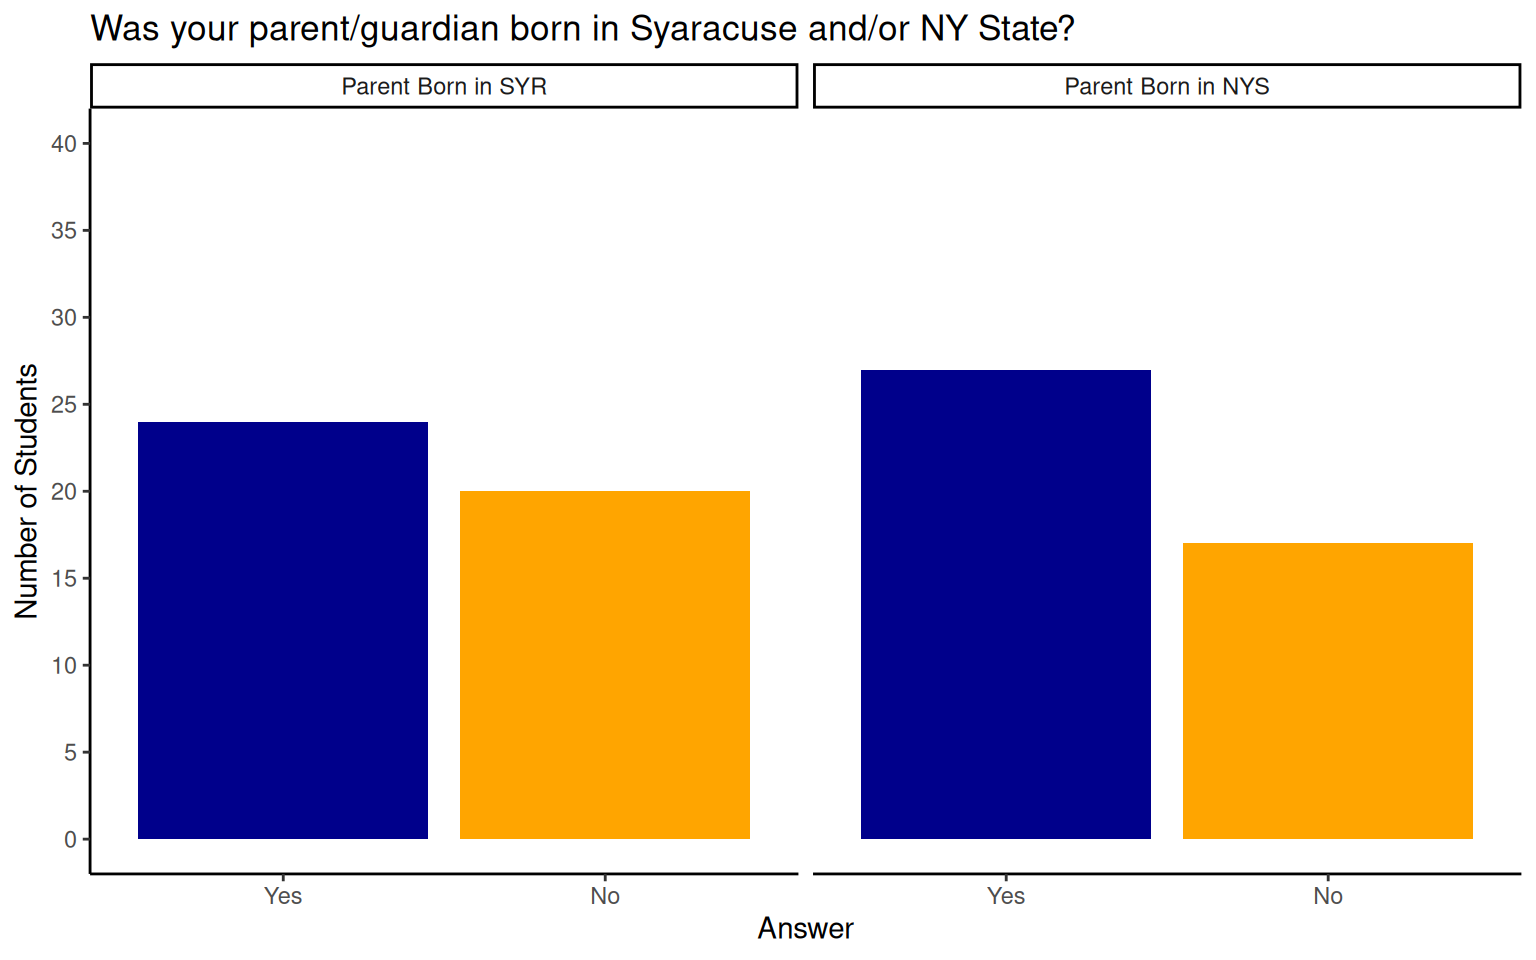 Was your parent/guardian born in Syaracuse and/or NY State?
Parent Born in SYR
Parent Born in NYS
Number of Students
40
35
30
25
20
15
10
5
0
Yes
No
Yes
No
Answer